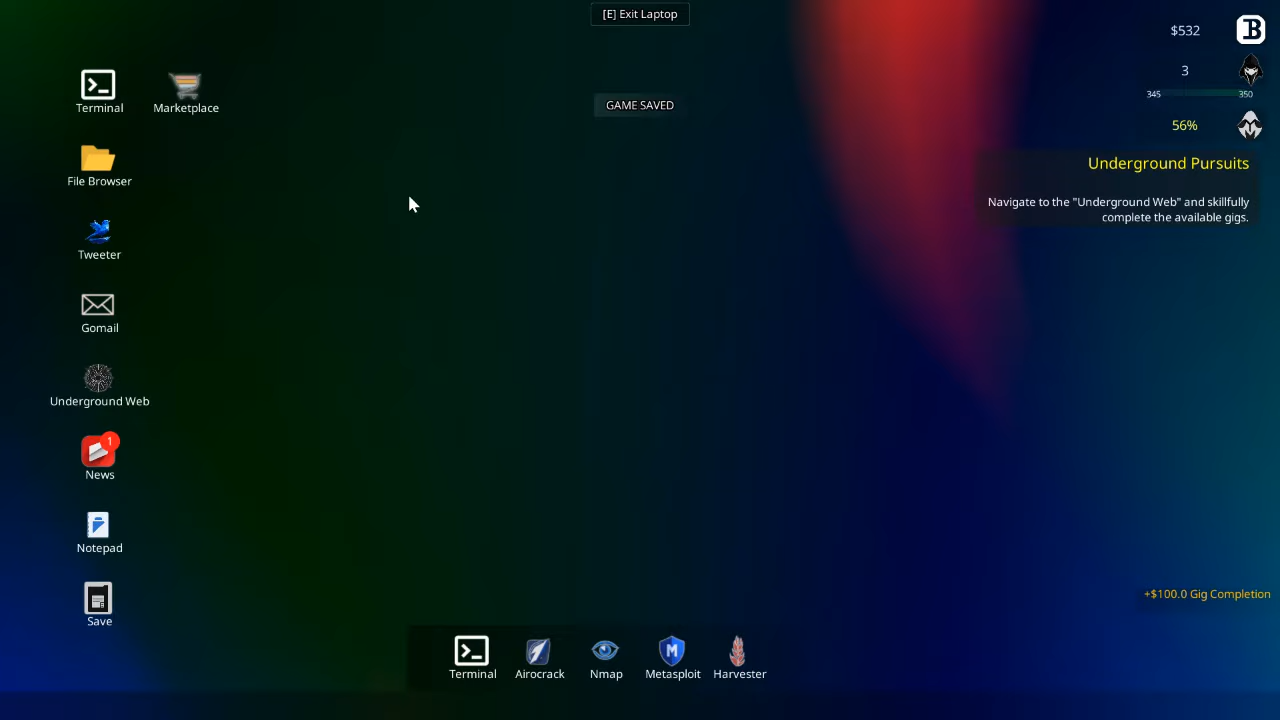 [E] Exit Laptop
$532
B
3
345
350
56%
GAME SAVED
Underground Pursuits
Navigate to the "Underground Web" and skillfully
complete the available gigs.
Terminal
Marketplace
File Browser
Tweeter
Gomail
Underground Web
1
News
Notepad
Save
+$100.0 Gig Completion
Terminal
Airocrack
Nmap
M
Metasploit
Harvester